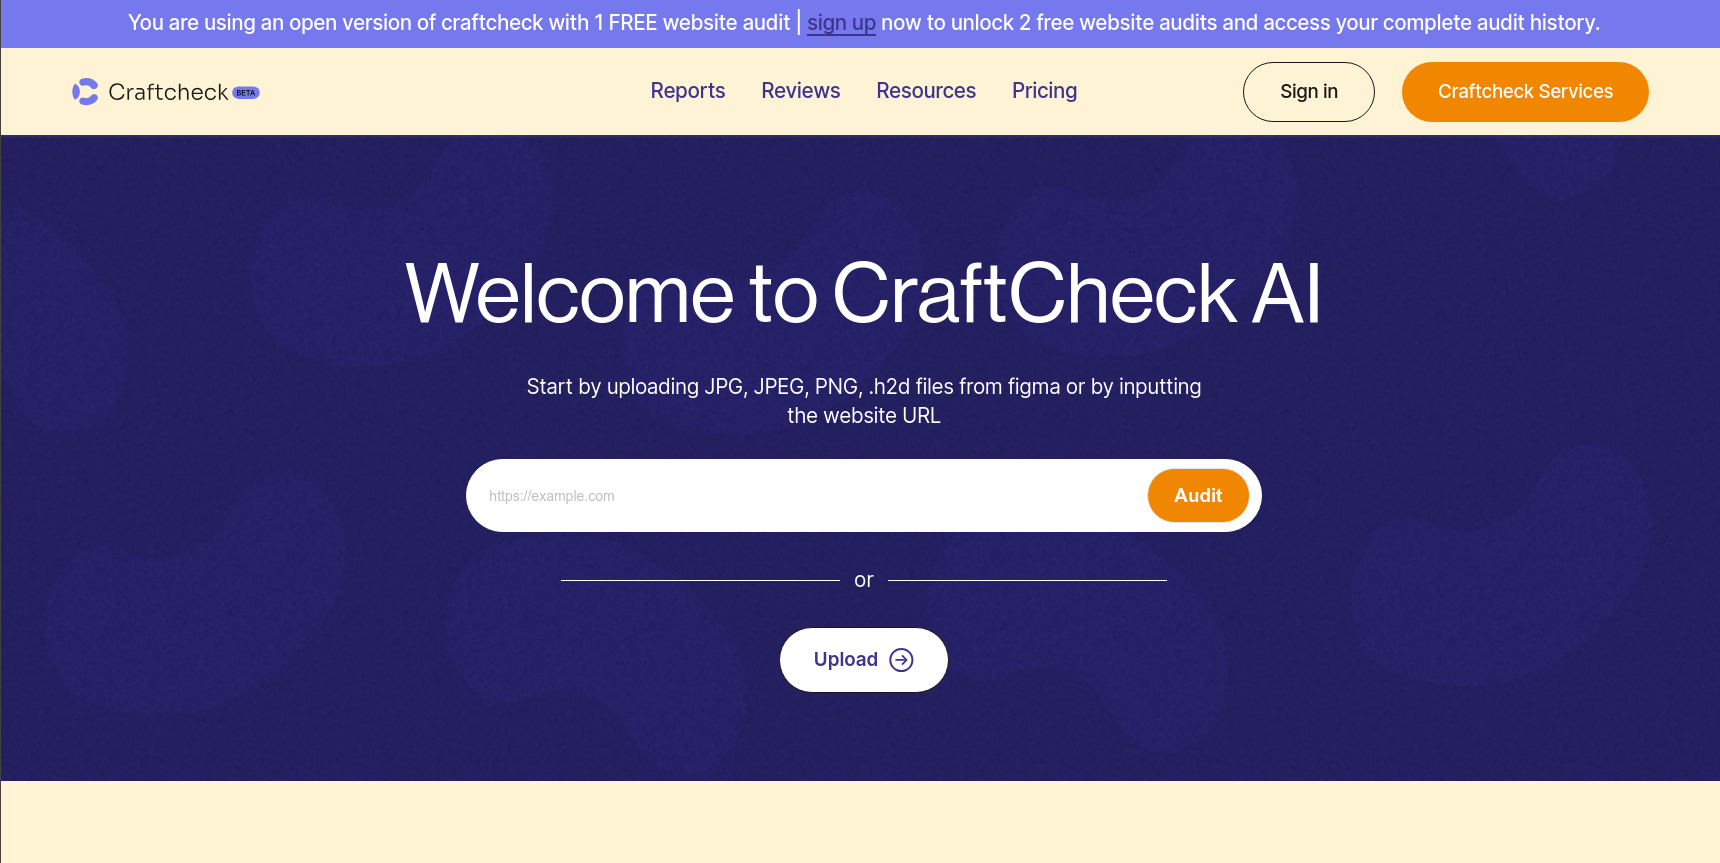 You are using an open version of craftcheck with 1 FREE website audit | sign up now to unlock 2 free website audits and access your complete audit history.
Craftcheck BETA
Reports Reviews Resources Pricing
Sign in
Craftcheck Services
Welcome to CraftCheck AI
Start by uploading JPG, JPEG, PNG, .h2d files from figma or by inputting
the website URL
https://example.com
Audit
or
Upload